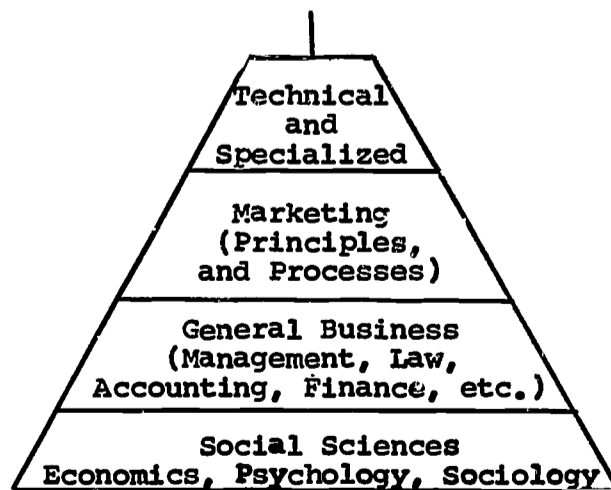 Technical
and
Specialized
Marketing
(Principles,
and Processes)
General Business
(Management, Law,
Accounting, Finance, etc.)
Social Sciences
Economics, Psychology, Sociology